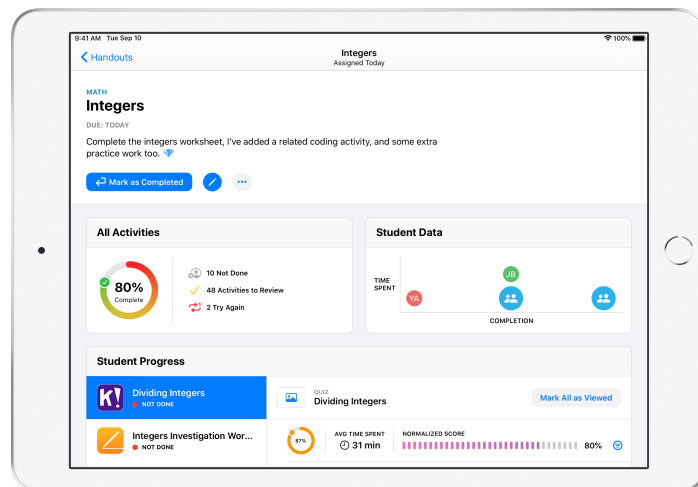 9:41 AM Tue Sep 10
100%
Handouts
Integers
Assigned Today
MATH
Integers
DUE: TODAY
Complete the integers worksheet, I've added a related coding activity, and some extra
practice work too.
Mark as Completed
All Activities
80%
Complete
10 Not Done
48 Activities to Review
2 Try Again
Student Data
TIME
SPENT
YA
JB
COMPLETION
Student Progress
K!
Dividing Integers
NOT DONE
QUIZ
Dividing Integers
Mark All as Viewed
Integers Investigation Wor...
NOT DONE
87%
AVG TIME SPENT
31 min
NORMALIZED SCORE
80%